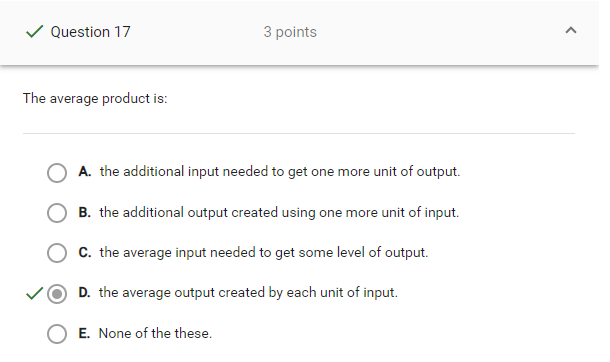 Question 17 3 points
The average product is:
A. the additional input needed to get one more unit of output.
B. the additional output created using one more unit of input.
C. the average input needed to get some level of output.
D. the average output created by each unit of input.
E. None of the these.